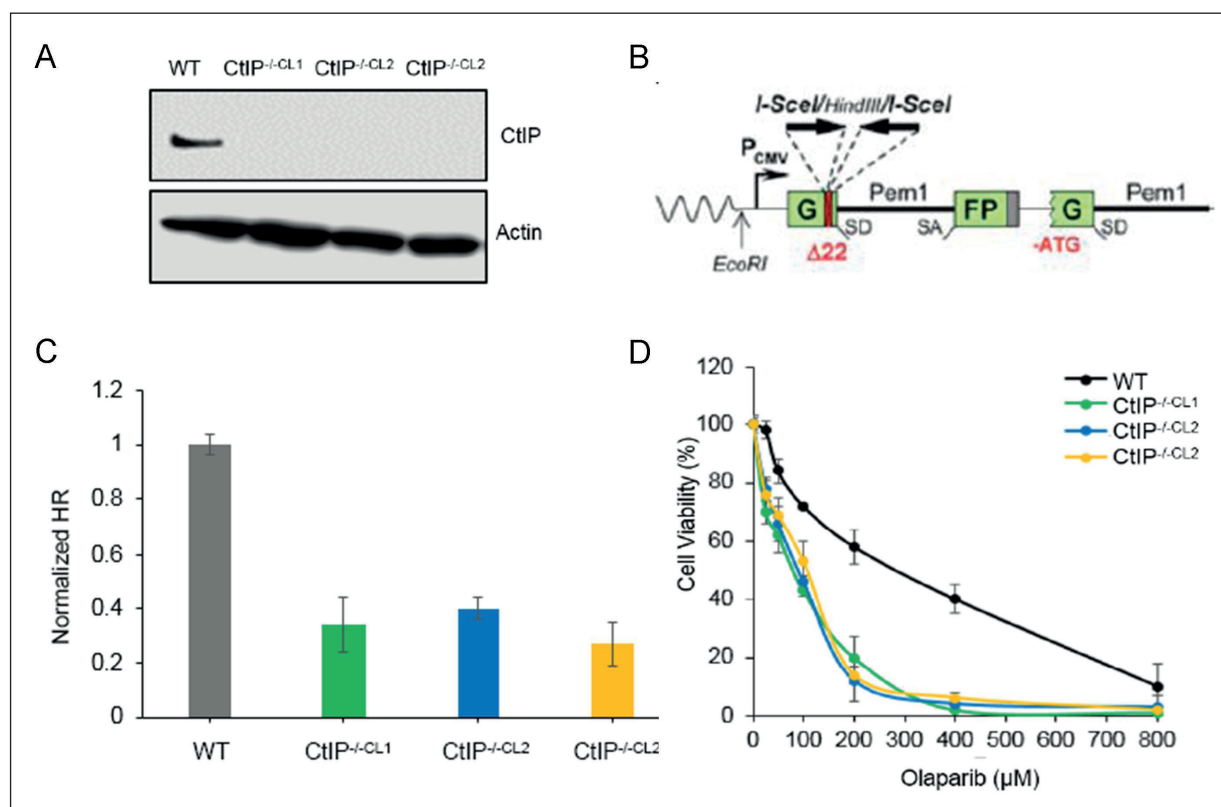 A
WT CtIP-/-CL1 CtIP-/-CL2 CtIP-/-CL2
CtIP
Actin
B
I-SceI/HindIII/I-SceI
PCMV
G SD Pem1 SA FP G SD Pem1
EcoRI
Δ22
-ATG
C
Normalized HR
1.2
1
0.8
0.6
0.4
0.2
0
WT CtIP-/-CL1 CtIP-/-CL2 CtIP-/-CL2
D
Cell Viability (%)
120
100
80
60
40
20
0
WT
CtIP-/-CL1
CtIP-/-CL2
CtIP-/-CL2
0 100 200 300 400 500 600 700 800
Olaparib (µM)